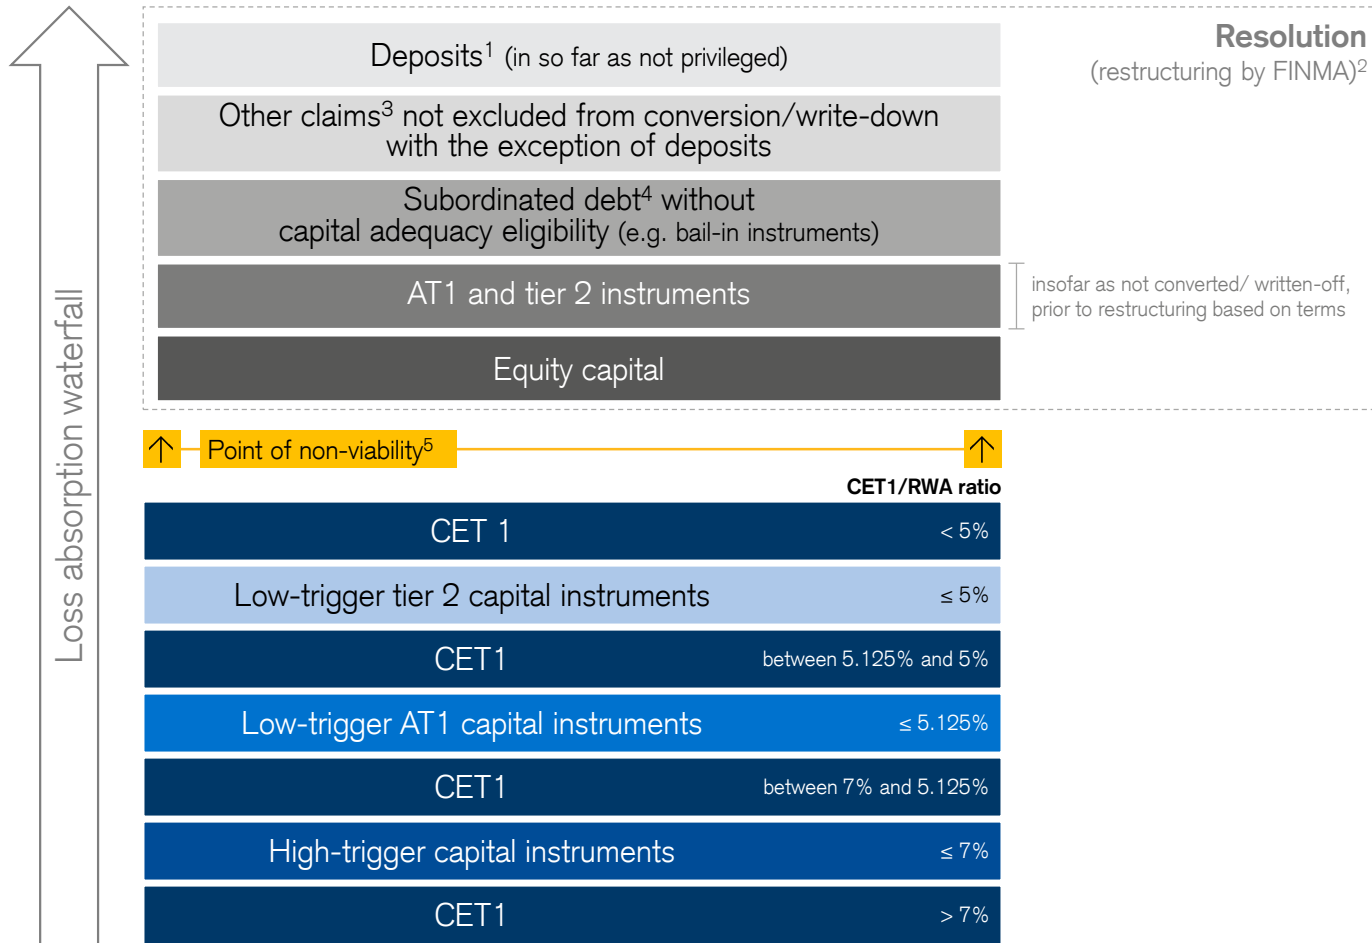 Resolution
(restructuring by FINMA)²
Deposits¹ (in so far as not privileged)
Other claims³ not excluded from conversion/write-down
with the exception of deposits
Subordinated debt⁴ without
capital adequacy eligibility (e.g. bail-in instruments)
AT1 and tier 2 instruments
insofar as not converted/ written-off,
prior to restructuring based on terms
Equity capital
Loss absorption waterfall
Point of non-viability⁵
CET1/RWA ratio
CET 1 < 5%
Low-trigger tier 2 capital instruments ≤ 5%
CET1 between 5.125% and 5%
Low-trigger AT1 capital instruments ≤ 5.125%
CET1 between 7% and 5.125%
High-trigger capital instruments ≤ 7%
CET1 > 7%